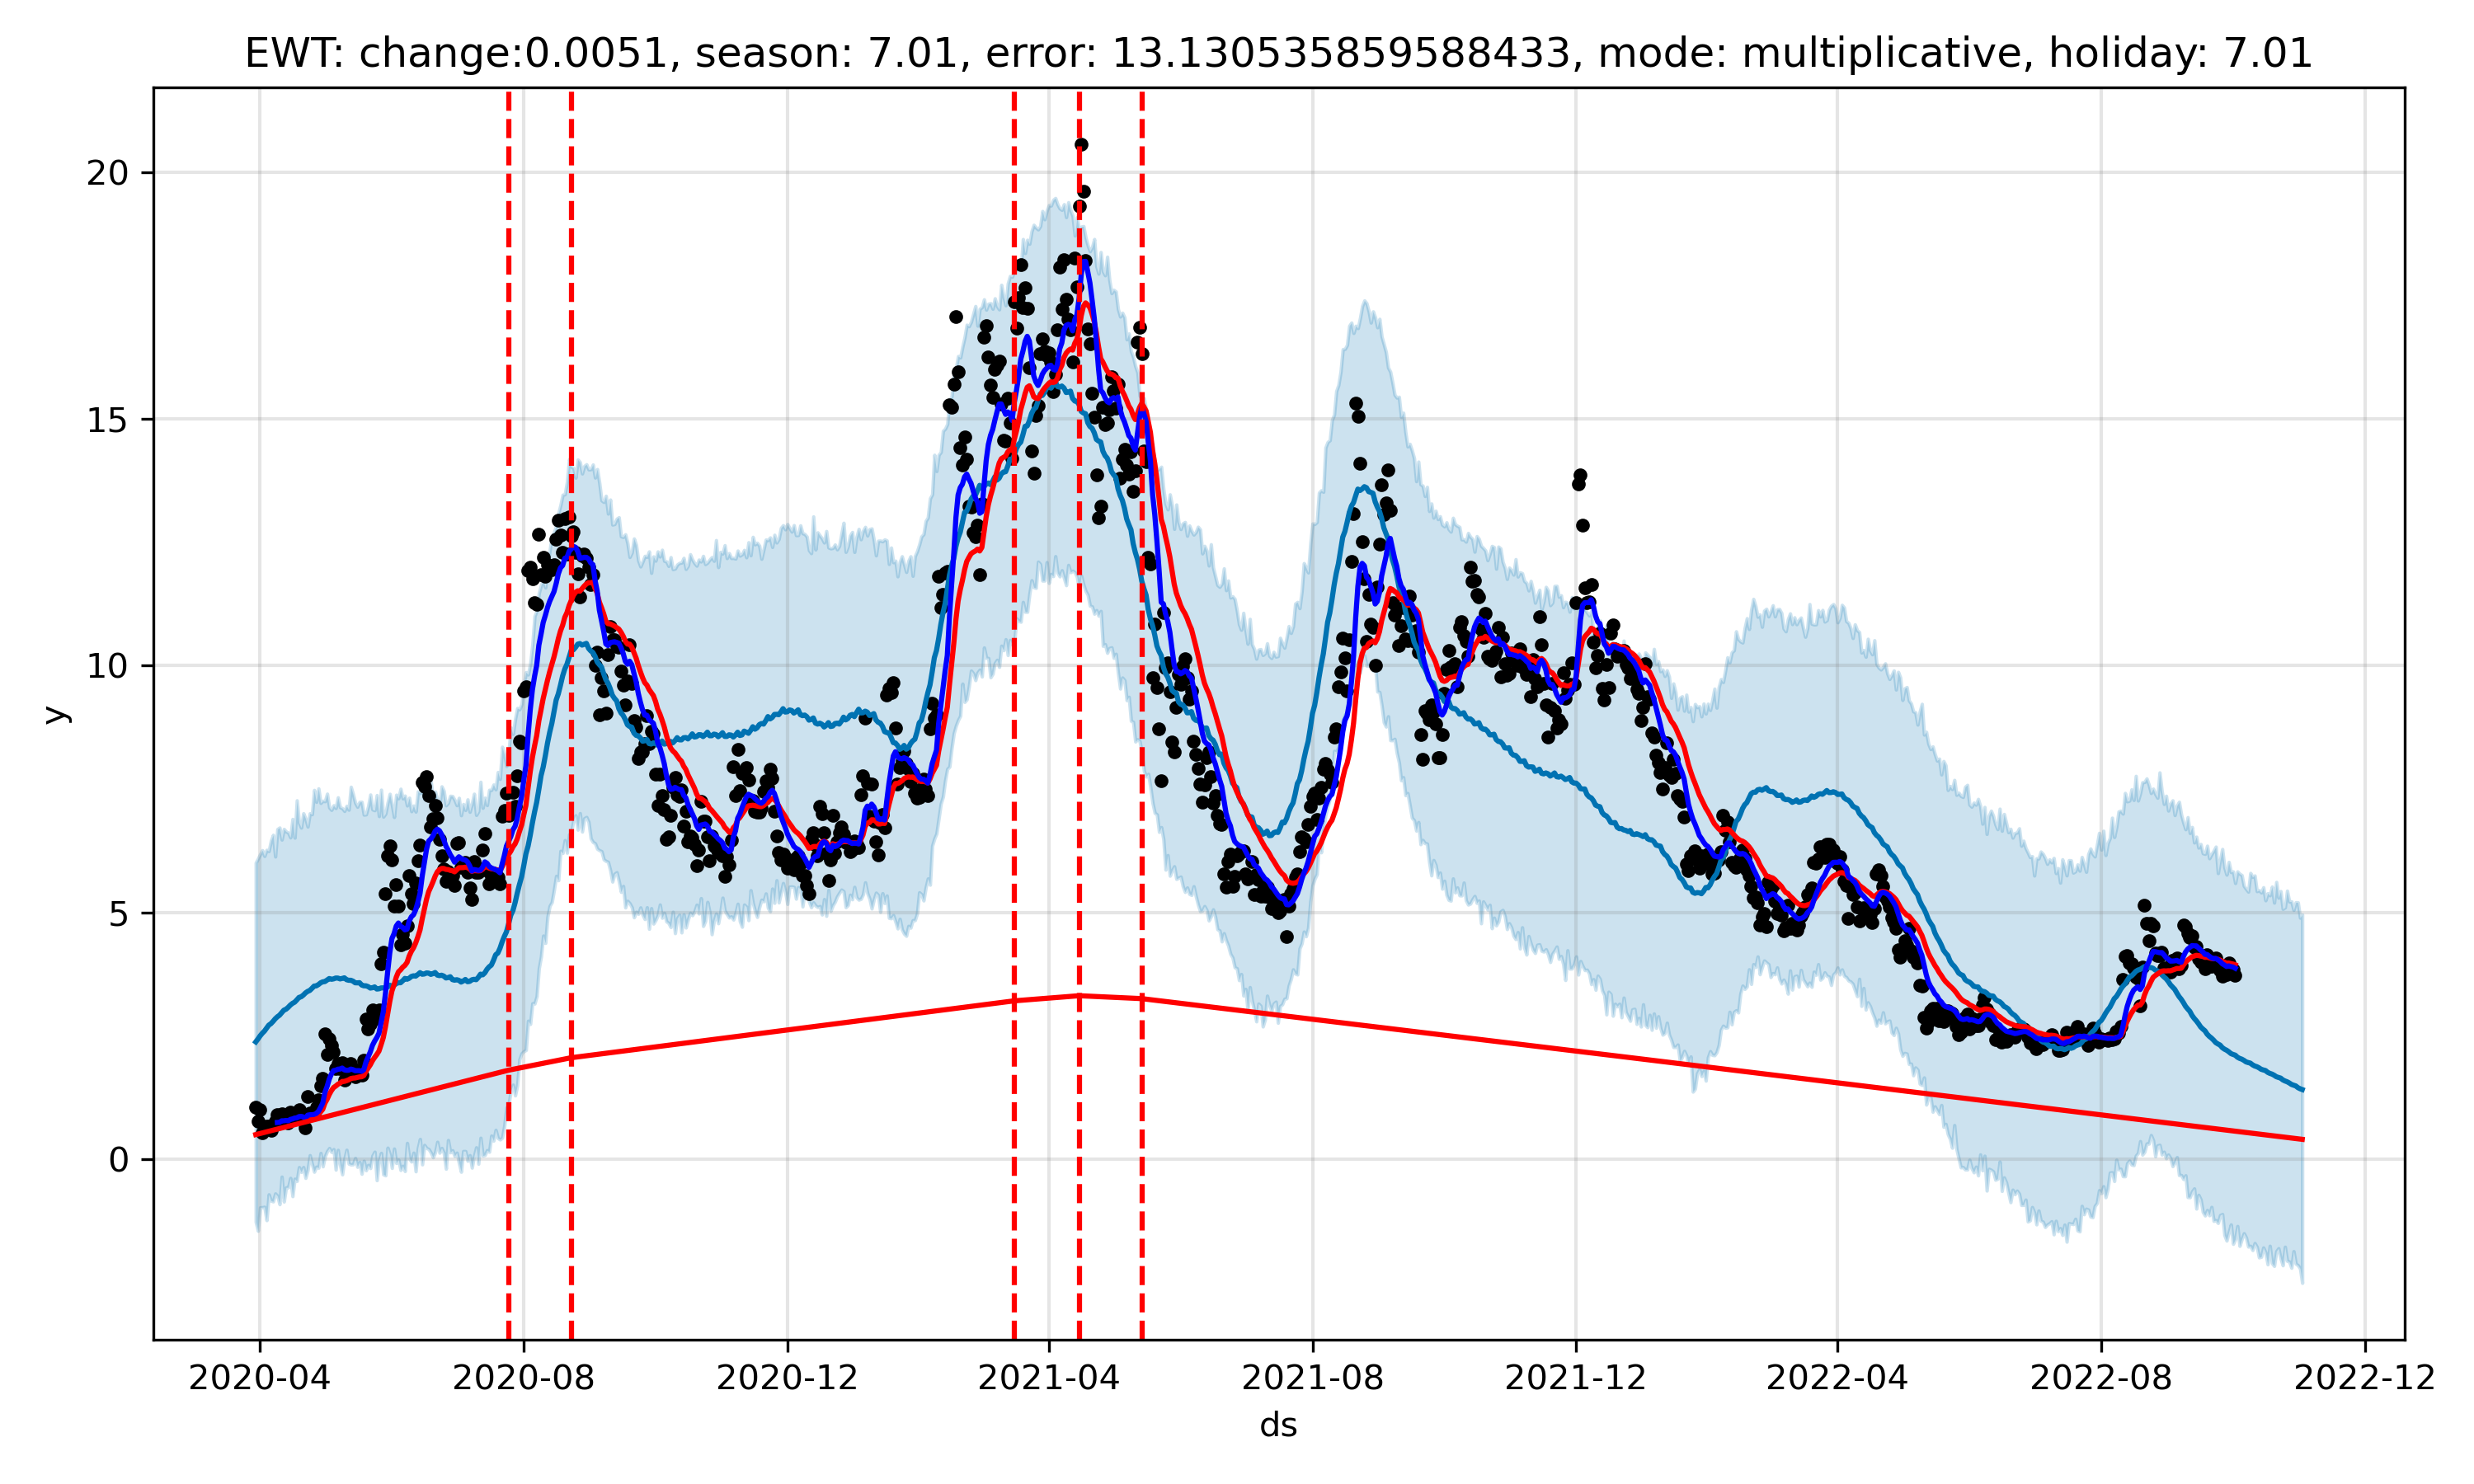 EWT: change:0.0051, season: 7.01, error: 13.130535859588433, mode: multiplicative, holiday: 7.01
20
15
10
5
0
y
2020-04 2020-08 2020-12 2021-04 2021-08 2021-12 2022-04 2022-08 2022-12
ds